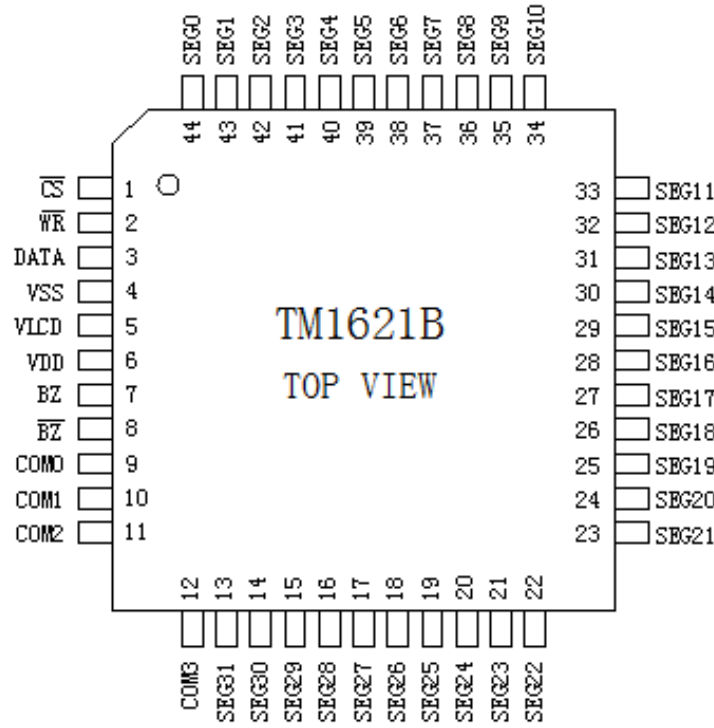 SEG0 SEG1 SEG2 SEG3 SEG4 SEG5 SEG6 SEG7 SEG8 SEG9 SEG10
44 43 42 41 40 39 38 37 36 35 34
C̅S̅ 1 33 SEG11
W̅R̅ 2 32 SEG12
DATA 3 31 SEG13
VSS 4 30 SEG14
VLCD 5 29 SEG15
TM1621B
VDD 6 28 SEG16
TOP VIEW
BZ 7 27 SEG17
B̅Z̅ 8 26 SEG18
COM0 9 25 SEG19
COM1 10 24 SEG20
COM2 11 23 SEG21
12 13 14 15 16 17 18 19 20 21 22
COM3 SEG31 SEG30 SEG29 SEG28 SEG27 SEG26 SEG25 SEG24 SEG23 SEG22